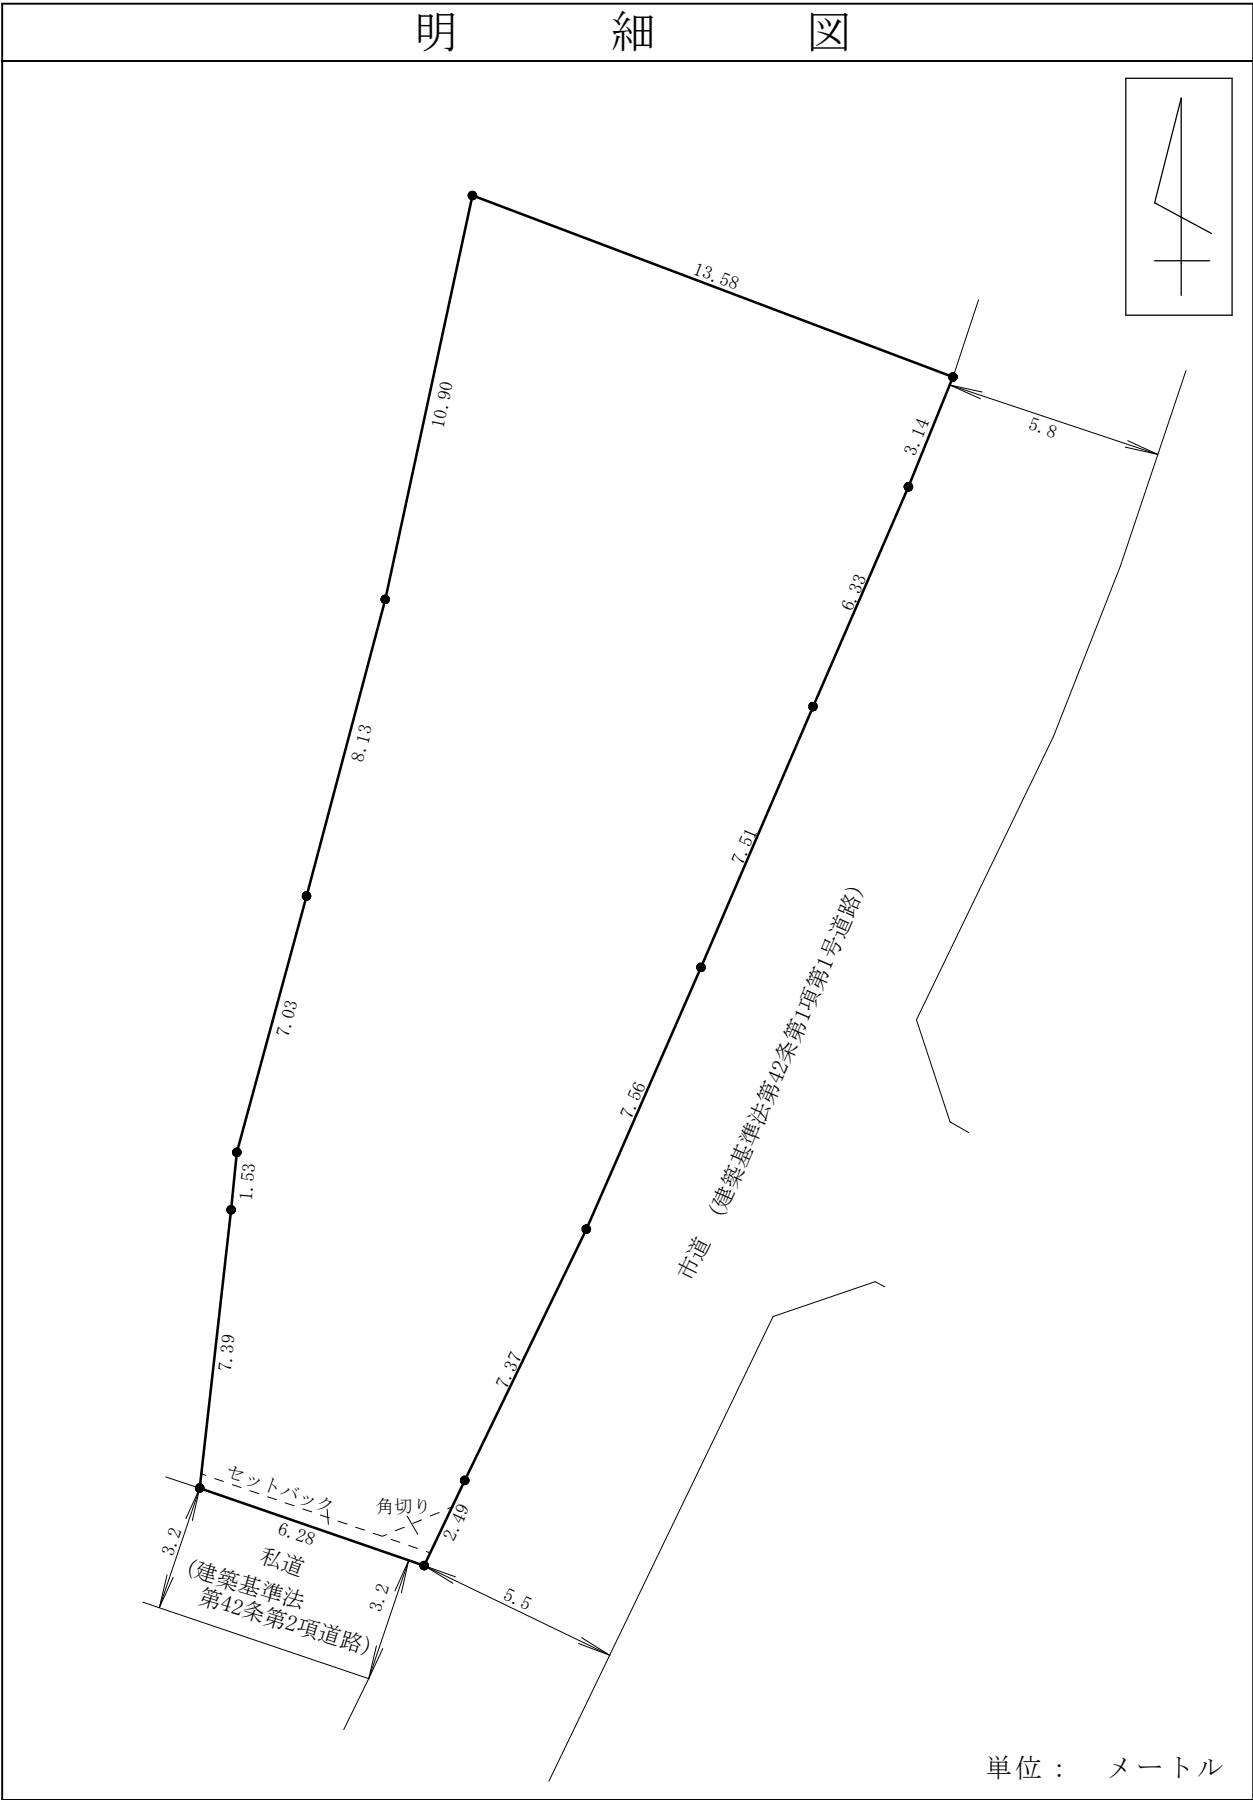 明細図
13.58
10.90
3.14
5.8
6.33
8.13
7.51
市道 (建築基準法第42条第1項第1号道路)
7.03
7.56
1.53
7.39
7.37
セットバック
角切り
2.49
6.28
3.2
私道
(建築基準法
第42条第2項道路)
3.2
5.5
単位: メートル